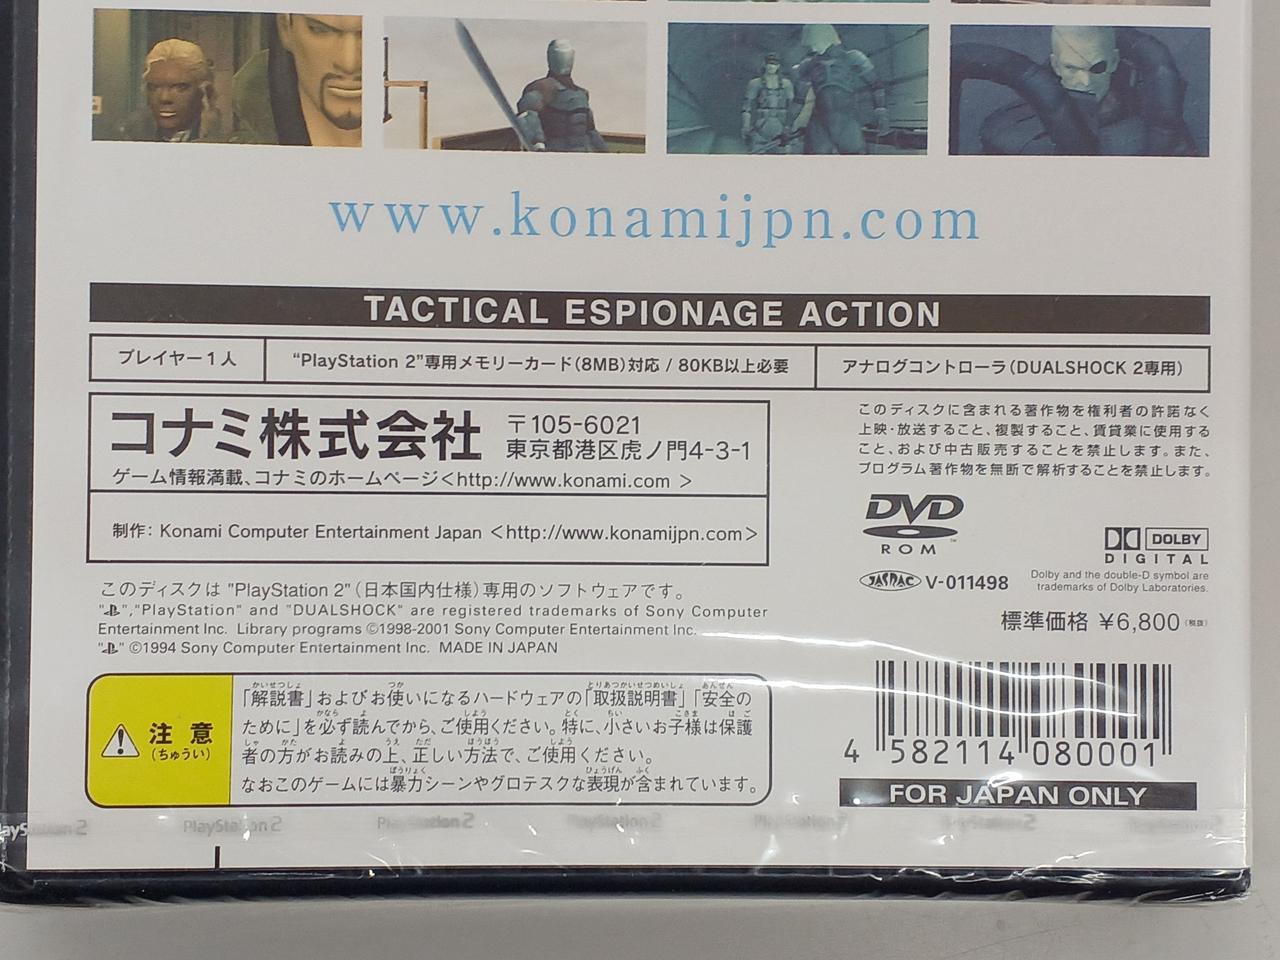 www.konamijpn.com
TACTICAL ESPIONAGE ACTION
プレイヤー1人
“PlayStation 2”専用メモリーカード(8MB)対応 / 80KB以上必要
アナログコントローラ(DUALSHOCK 2専用)
コナミ株式会社
〒105-6021
東京都港区虎ノ門4-3-1
ゲーム情報満載、コナミのホームページ<http://www.konami.com >
制作: Konami Computer Entertainment Japan <http://www.konamijpn.com>
このディスクに含まれる著作物を権利者の許諾なく
上映・放送すること、複製すること、賃貸業に使用する
こと、および中古販売することを禁止します。また、
プログラム著作物を無断で解析することを禁止します。
DVD
ROM
DOLBY
DIGITAL
JASRAC V-011498
Dolby and the double-D symbol are
trademarks of Dolby Laboratories.
標準価格 ¥6,800 (税抜)
このディスクは "PlayStation 2" (日本国内仕様) 専用のソフトウェアです。
" ","PlayStation" and "DUALSHOCK" are registered trademarks of Sony Computer
Entertainment Inc. Library programs ©1998-2001 Sony Computer Entertainment Inc.
" " ©1994 Sony Computer Entertainment Inc. MADE IN JAPAN
注意
(ちゅうい)
「解説書」およびお使いになるハードウェアの「取扱説明書」「安全の
ために」を必ず読んでから、ご使用ください。特に、小さいお子様は保護
者の方がお読みの上、正しい方法で、ご使用ください。
なおこのゲームには暴力シーンやグロテスクな表現が含まれています。
4 582114 080001
FOR JAPAN ONLY
PlayStation 2 PlayStation 2 PlayStation 2 PlayStation 2 PlayStation 2